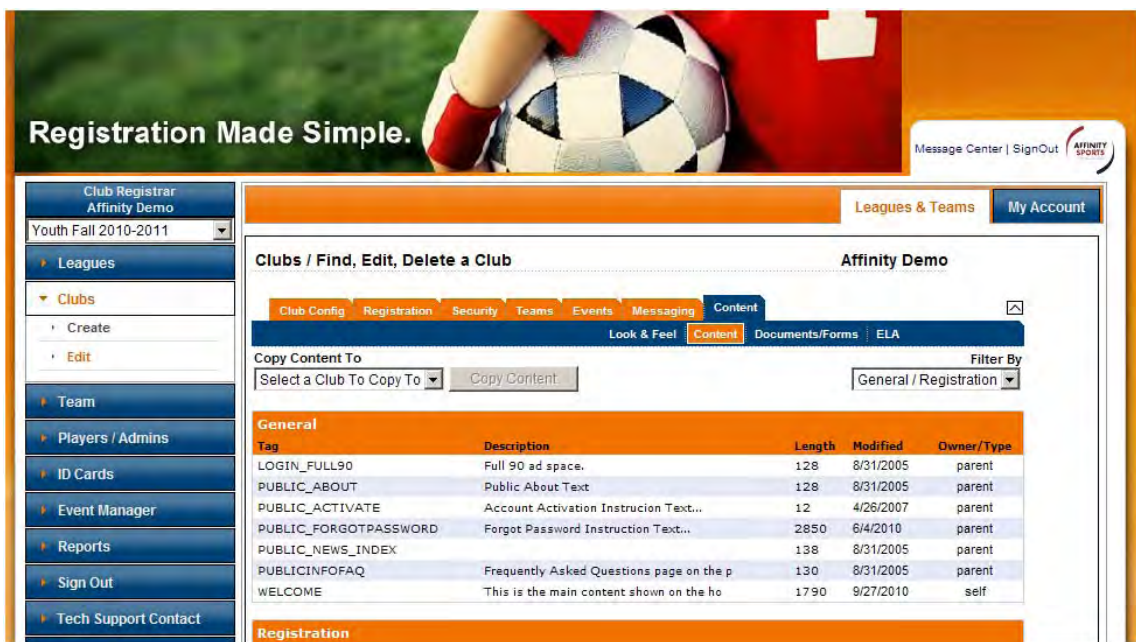 Registration Made Simple.
Message Center | SignOut
AFFINITY
SPORTS
Club Registrar
Affinity Demo
Youth Fall 2010-2011
Leagues & Teams
My Account
Leagues
Clubs
Create
Edit
Team
Players / Admins
ID Cards
Event Manager
Reports
Sign Out
Tech Support Contact
Clubs / Find, Edit, Delete a Club
Affinity Demo
Club Config Registration Security Teams Events Messaging Content
Look & Feel Content Documents/Forms ELA
Copy Content To
Filter By
Select a Club To Copy To Copy Content General / Registration
General
Tag Description Length Modified Owner/Type
LOGIN_FULL90 Full 90 ad space. 128 8/31/2005 parent
PUBLIC_ABOUT Public About Text 128 8/31/2005 parent
PUBLIC_ACTIVATE Account Activation Instrucion Text... 12 4/26/2007 parent
PUBLIC_FORGOTPASSWORD Forgot Password Instruction Text... 2850 6/4/2010 parent
PUBLIC_NEWS_INDEX 138 8/31/2005 parent
PUBLICINFOFAQ Frequently Asked Questions page on the p 130 8/31/2005 parent
WELCOME This is the main content shown on the ho 1790 9/27/2010 self
Registration